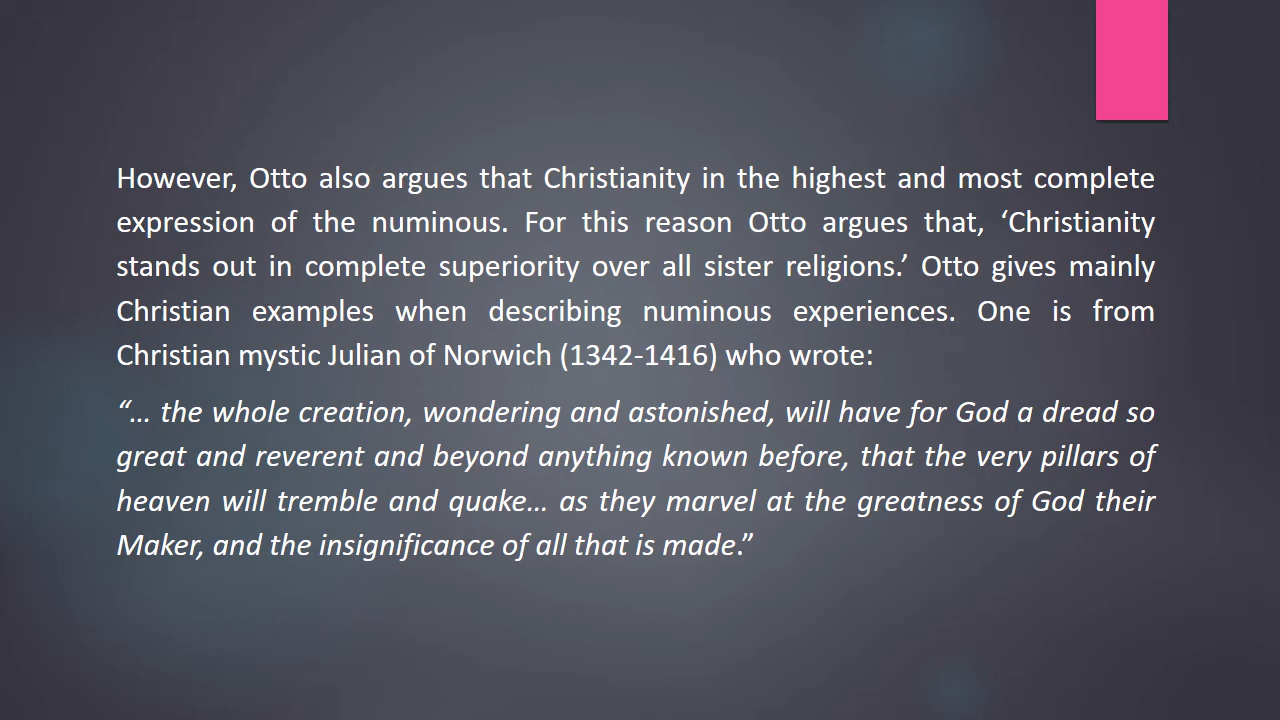 However, Otto also argues that Christianity in the highest and most complete
expression of the numinous. For this reason Otto argues that, ‘Christianity
stands out in complete superiority over all sister religions.’ Otto gives mainly
Christian examples when describing numinous experiences. One is from
Christian mystic Julian of Norwich (1342-1416) who wrote:
“… the whole creation, wondering and astonished, will have for God a dread so
great and reverent and beyond anything known before, that the very pillars of
heaven will tremble and quake… as they marvel at the greatness of God their
Maker, and the insignificance of all that is made.”